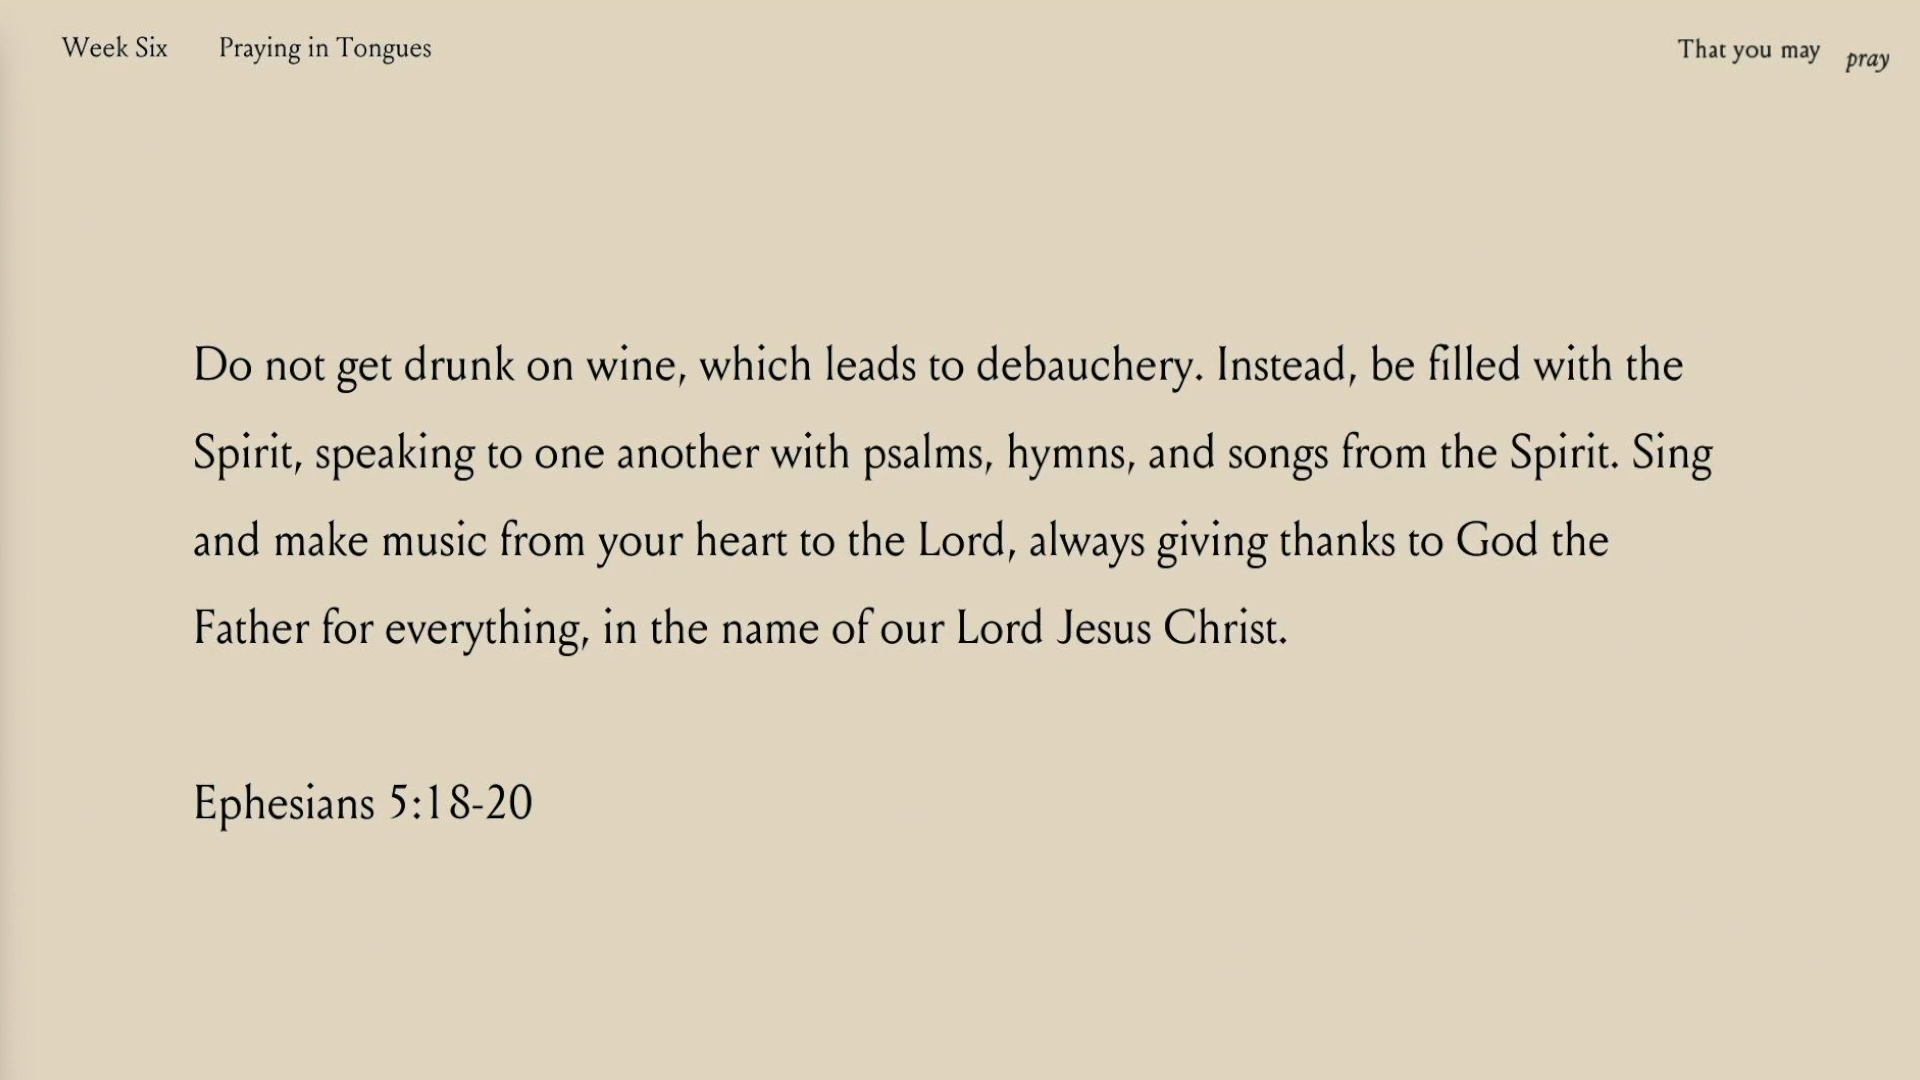 Week Six Praying in Tongues That you may pray
Do not get drunk on wine, which leads to debauchery. Instead, be filled with the
Spirit, speaking to one another with psalms, hymns, and songs from the Spirit. Sing
and make music from your heart to the Lord, always giving thanks to God the
Father for everything, in the name of our Lord Jesus Christ.
Ephesians 5:18-20